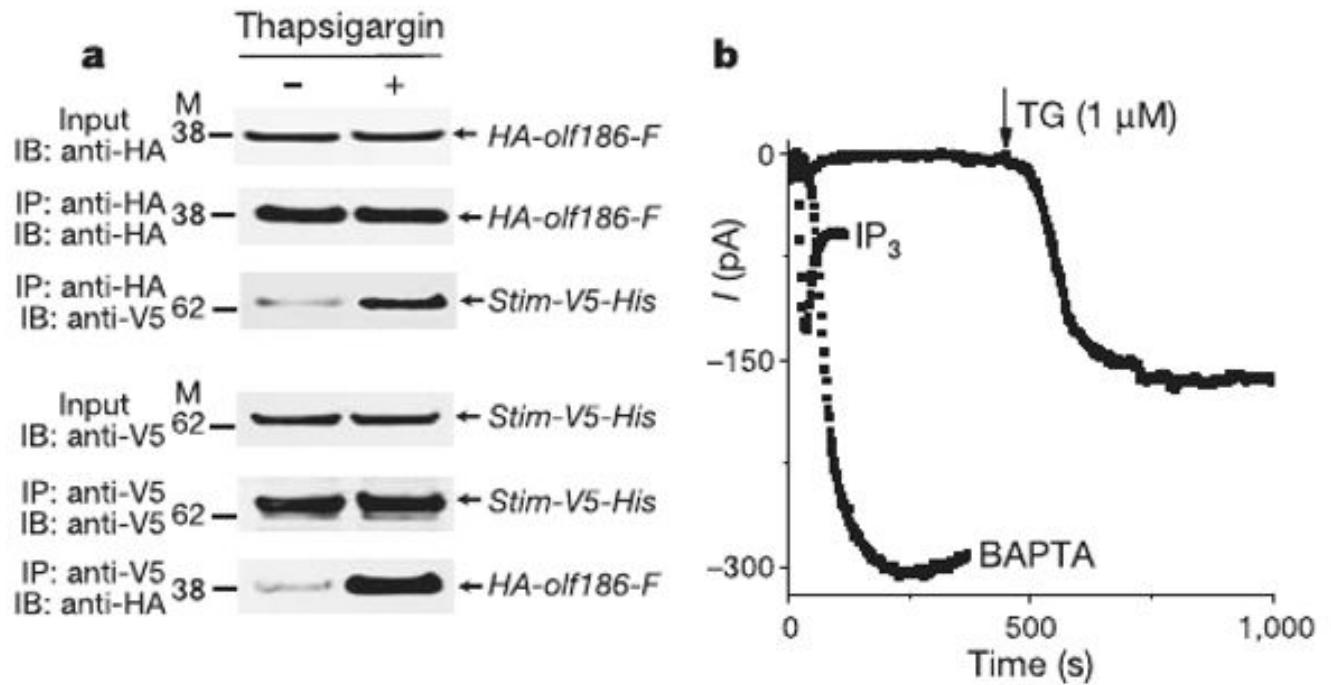 a
Thapsigargin
− +
M
Input
IB: anti-HA
38
HA-olf186-F
IP: anti-HA
IB: anti-HA
38
HA-olf186-F
IP: anti-HA
IB: anti-V5
62
Stim-V5-His
M
Input
IB: anti-V5
62
Stim-V5-His
IP: anti-V5
IB: anti-V5
62
Stim-V5-His
IP: anti-V5
IB: anti-HA
38
HA-olf186-F
b
TG (1 μM)
IP3
BAPTA
I (pA)
0
−150
−300
0 500 1,000
Time (s)